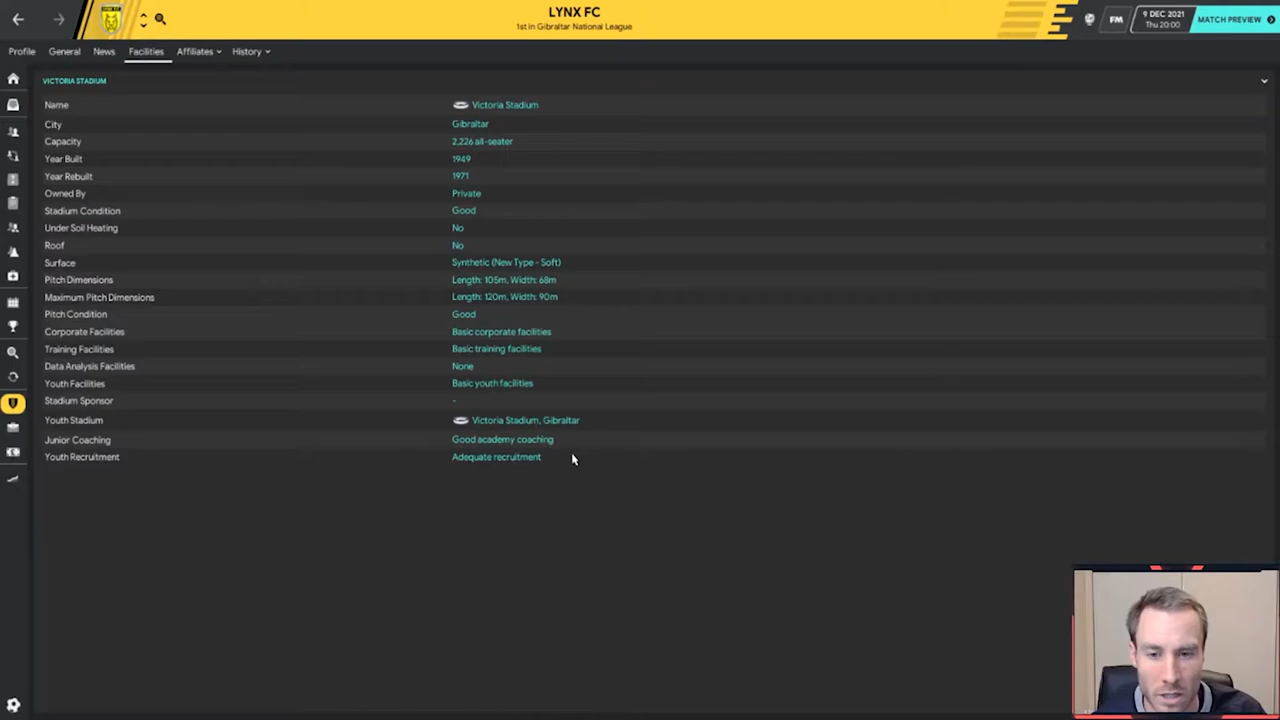 LYNX FC
1st in Gibraltar National League
FM
9 DEC 2021
Thu 20:00
MATCH PREVIEW
Profile General News Facilities Affiliates History
VICTORIA STADIUM
Name Victoria Stadium
City Gibraltar
Capacity 2,226 all-seater
Year Built 1949
Year Rebuilt 1971
Owned By Private
Stadium Condition Good
Under Soil Heating No
Roof No
Surface Synthetic (New Type - Soft)
Pitch Dimensions Length: 105m, Width: 68m
Maximum Pitch Dimensions Length: 120m, Width: 90m
Pitch Condition Good
Corporate Facilities Basic corporate facilities
Training Facilities Basic training facilities
Data Analysis Facilities None
Youth Facilities Basic youth facilities
Stadium Sponsor -
Youth Stadium Victoria Stadium, Gibraltar
Junior Coaching Good academy coaching
Youth Recruitment Adequate recruitment